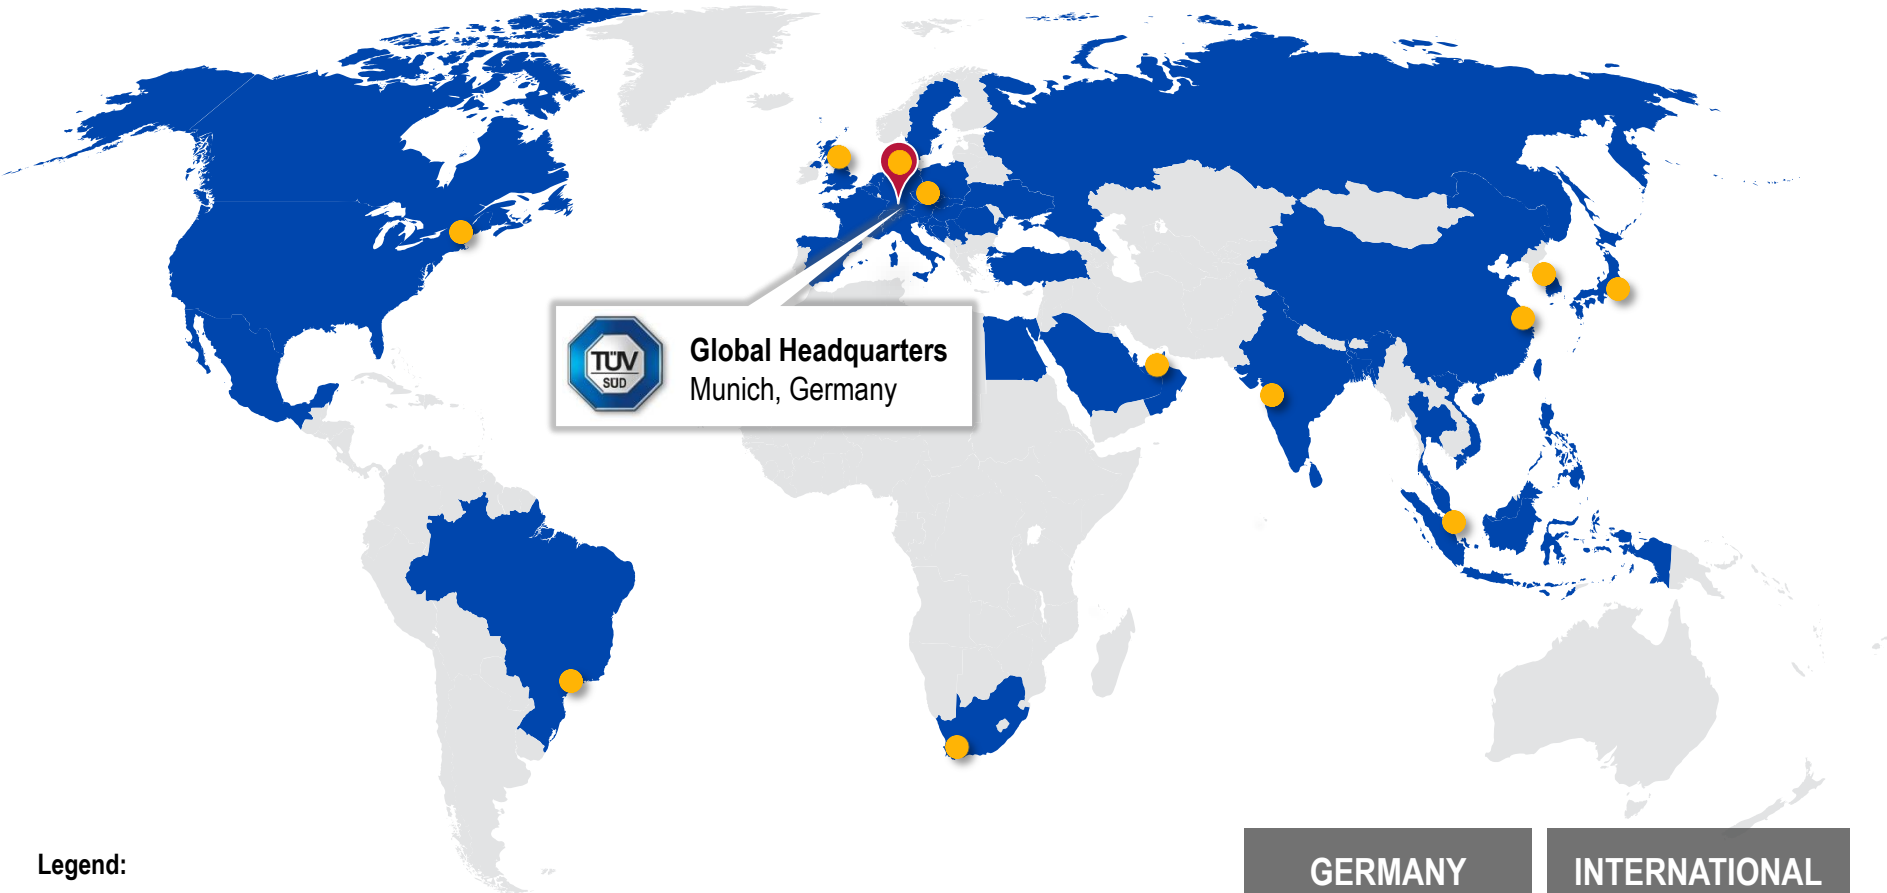 TÜV
SÜD
Global Headquarters
Munich, Germany
Legend:
GERMANY
INTERNATIONAL